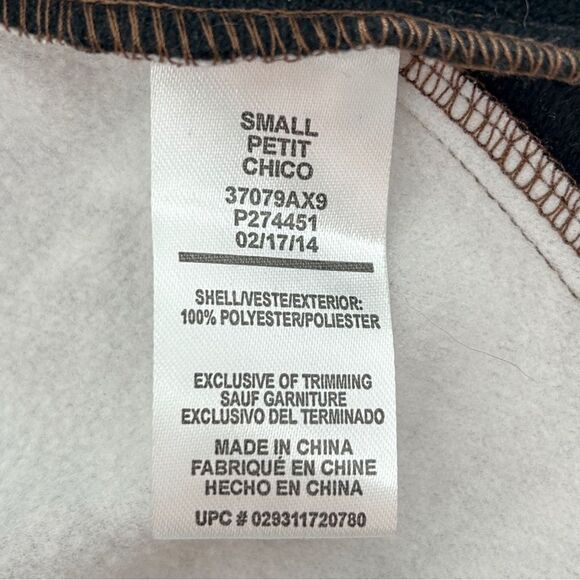 SMALL
PETIT
CHICO
37079AX9
P274451
02/17/14
SHELL/VESTE/EXTERIOR:
100% POLYESTER/POLIESTER
EXCLUSIVE OF TRIMMING
SAUF GARNITURE
EXCLUSIVO DEL TERMINADO
MADE IN CHINA
FABRIQUÉ EN CHINE
HECHO EN CHINA
UPC # 029311720780